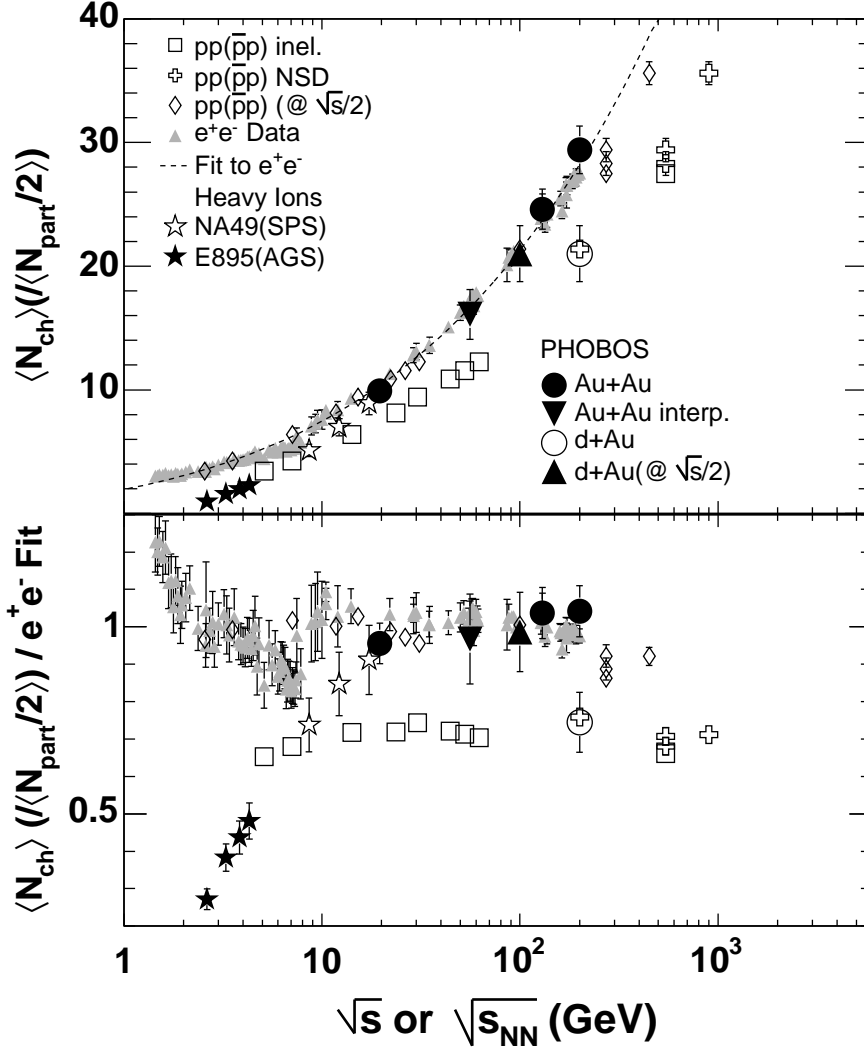 40
30
20
10
⟨N_ch⟩(/⟨N_part/2⟩)
pp(p̅p) inel.
pp(p̅p) NSD
pp(p̅p) (@ √s/2)
e⁺e⁻ Data
Fit to e⁺e⁻
Heavy Ions
NA49(SPS)
E895(AGS)
PHOBOS
Au+Au
Au+Au interp.
d+Au
d+Au(@ √s/2)
1
0.5
⟨N_ch⟩ (/⟨N_part/2⟩) / e⁺e⁻ Fit
1 10 10² 10³
√s or √s_NN (GeV)